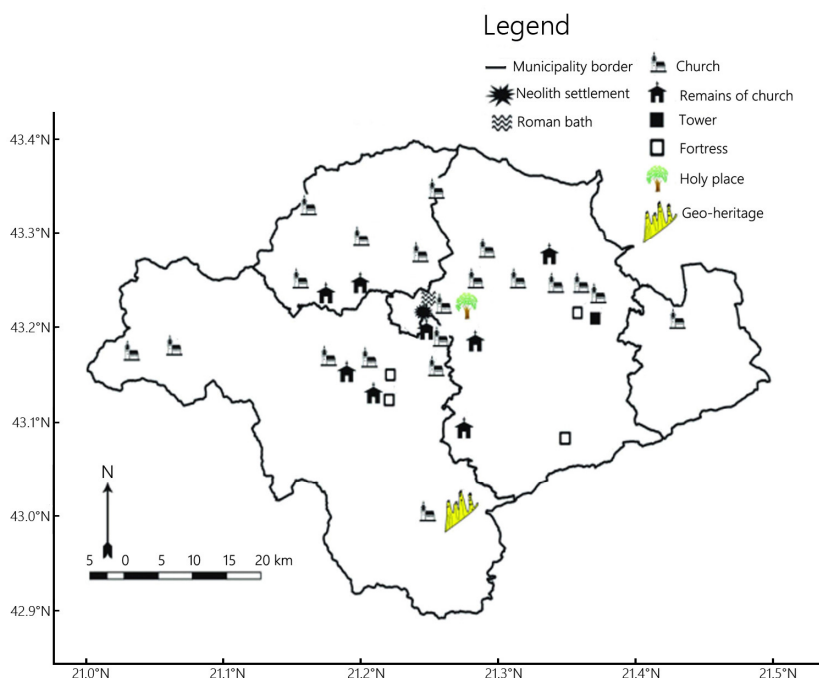 Legend
Municipality border
Neolith settlement
Roman bath
Church
Remains of church
Tower
Fortress
Holy place
Geo-heritage
43.4°N
43.3°N
43.2°N
43.1°N
43.0°N
42.9°N
N
5 0 5 10 15 20 km
21.0°N 21.1°N 21.2°N 21.3°N 21.4°N 21.5°N